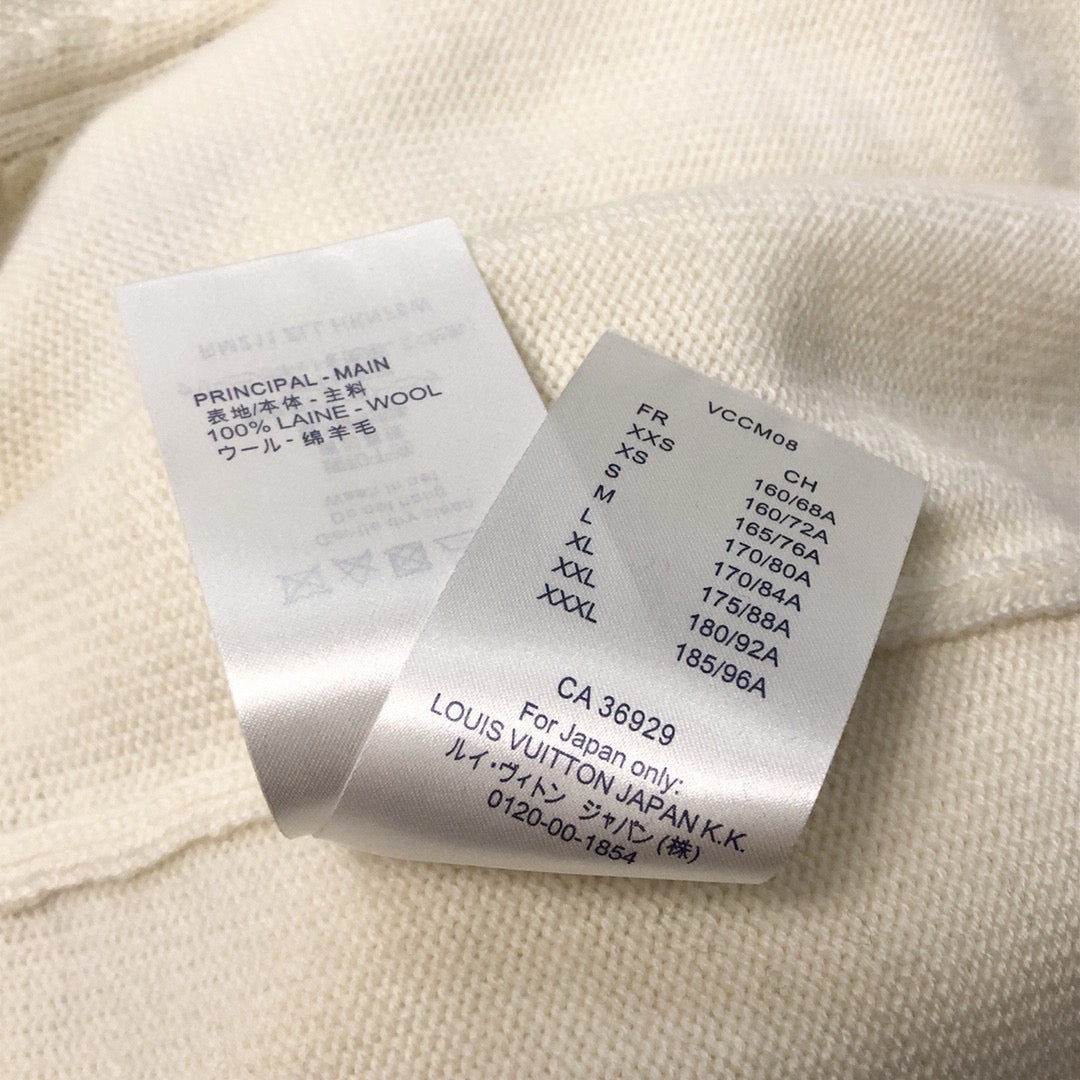 PRINCIPAL - MAIN
表地/本体 - 主料
100% LAINE - WOOL
ウール - 绵羊毛
VCCM08
FR CH
XXS 160/68A
XS 160/72A
S 165/76A
M 170/80A
L 170/84A
XL 175/88A
XXL 180/92A
XXXL 185/96A
CA 36929
For Japan only:
LOUIS VUITTON JAPAN K.K.
ルイ・ヴィトン ジャパン (株)
0120-00-1854